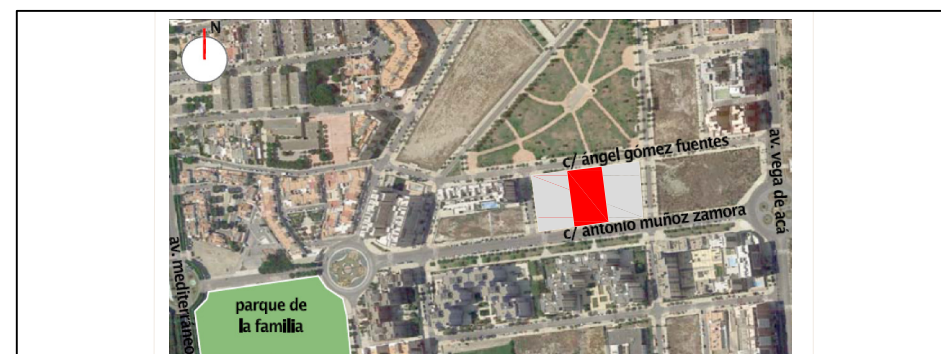 N
c/ ángel gómez fuentes
av. vega de acá
c/ antonio muñoz zamora
av. mediterráneo
parque de
la familia